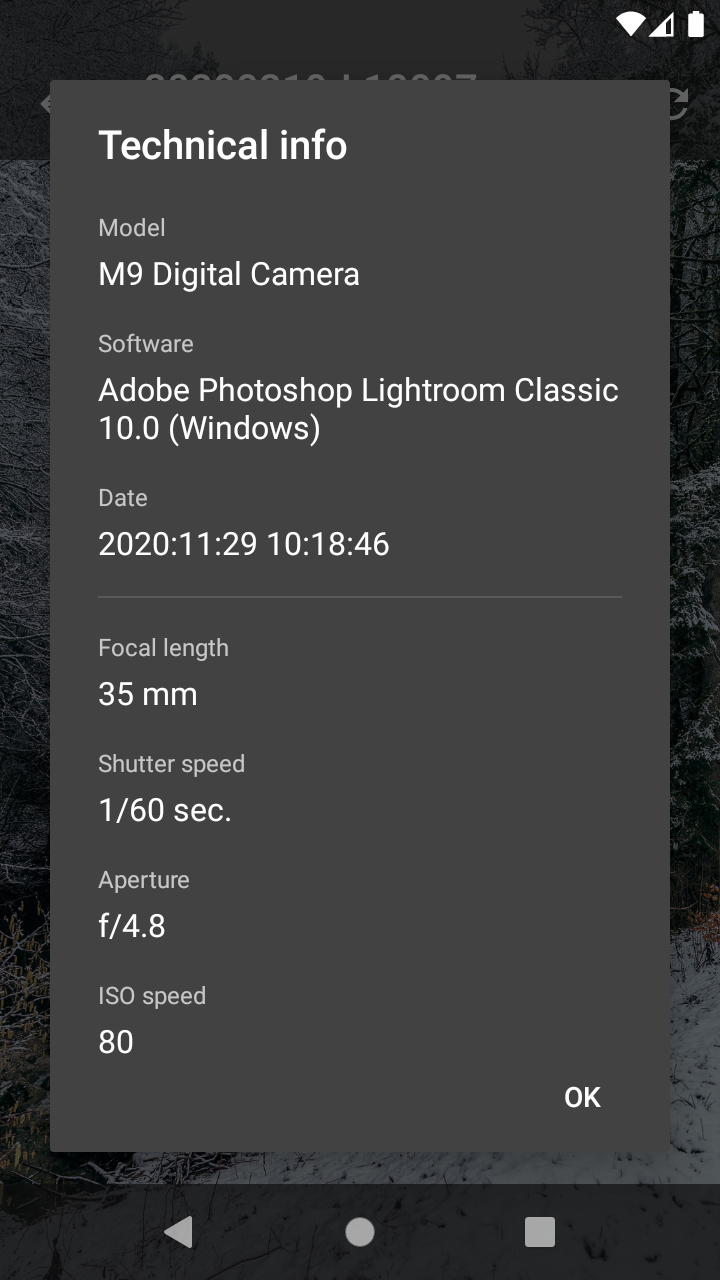 Technical info
Model
M9 Digital Camera
Software
Adobe Photoshop Lightroom Classic
10.0 (Windows)
Date
2020:11:29 10:18:46
Focal length
35 mm
Shutter speed
1/60 sec.
Aperture
f/4.8
ISO speed
80
OK